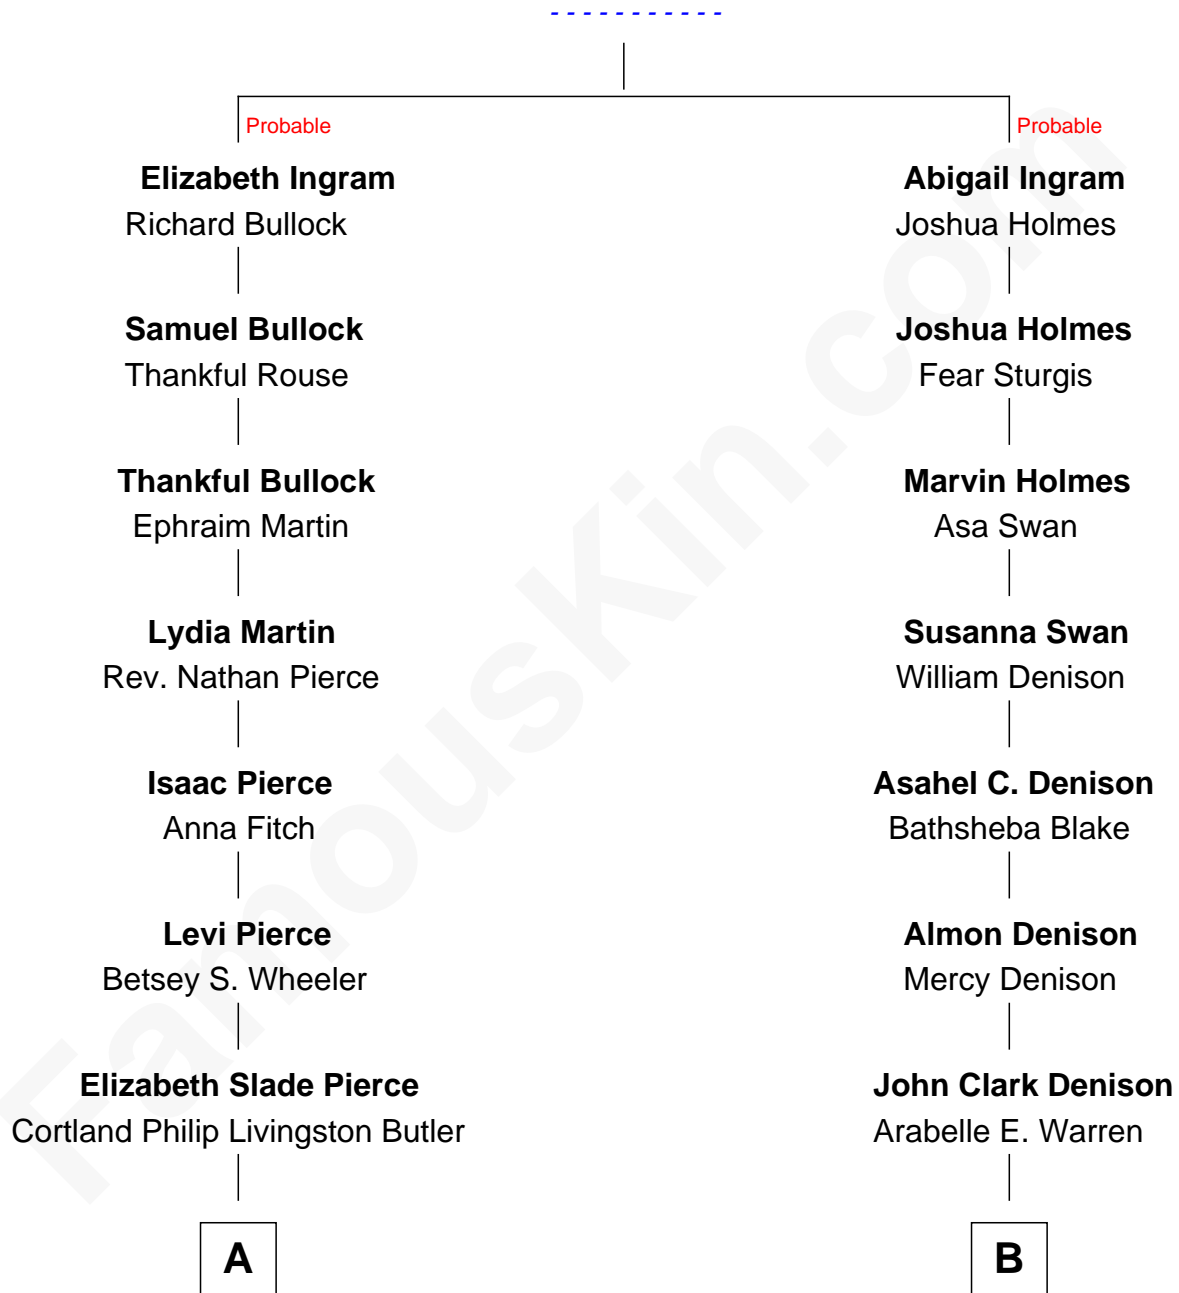 - - - - - - - - - - -
Probable
Probable
Elizabeth Ingram
Abigail Ingram
Richard Bullock
Joshua Holmes
Samuel Bullock
Joshua Holmes
Thankful Rouse
Fear Sturgis
Thankful Bullock
Marvin Holmes
Ephraim Martin
Asa Swan
Lydia Martin
Susanna Swan
Rev. Nathan Pierce
William Denison
Isaac Pierce
Asahel C. Denison
Anna Fitch
Bathsheba Blake
Levi Pierce
Almon Denison
Betsey S. Wheeler
Mercy Denison
Elizabeth Slade Pierce
John Clark Denison
Cortland Philip Livingston Butler
Arabelle E. Warren
A
B
FamousKin.com